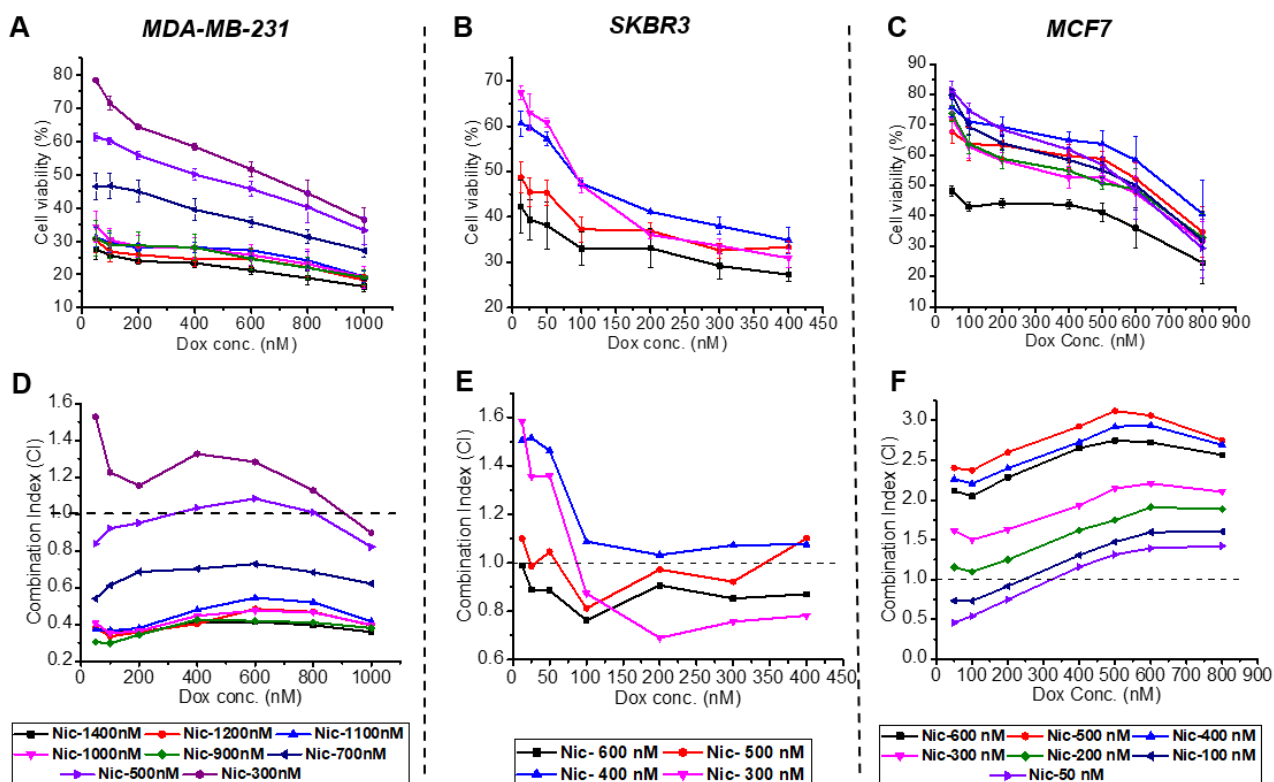 A MDA-MB-231
B SKBR3
C MCF7
Cell viability (%)
80
70
60
50
40
30
20
10
0 200 400 600 800 1000
Dox conc. (nM)
Cell viability (%)
70
60
50
40
30
20
0 50 100 150 200 250 300 350 400 450
Dox conc. (nM)
Cell viability (%)
90
80
70
60
50
40
30
20
10
0
0 100 200 300 400 500 600 700 800 900
Dox Conc. (nM)
D
Combination Index (CI)
1.6
1.4
1.2
1.0
0.8
0.6
0.4
0.2
0 200 400 600 800 1000
Dox conc. (nM)
E
Combination Index (CI)
1.6
1.4
1.2
1.0
0.8
0.6
0 50 100 150 200 250 300 350 400 450
Dox conc. (nM)
F
Combination Index (CI)
3.0
2.5
2.0
1.5
1.0
0.5
0.0
0 100 200 300 400 500 600 700 800 900
Dox Conc. (nM)
Nic-1400nM Nic-1200nM Nic-1100nM
Nic-1000nM Nic-900nM Nic-700nM
Nic-500nM Nic-300nM
Nic- 600 nM Nic- 500 nM
Nic- 400 nM Nic- 300 nM
Nic-600 nM Nic-500 nM Nic-400 nM
Nic-300 nM Nic-200 nM Nic-100 nM
Nic-50 nM